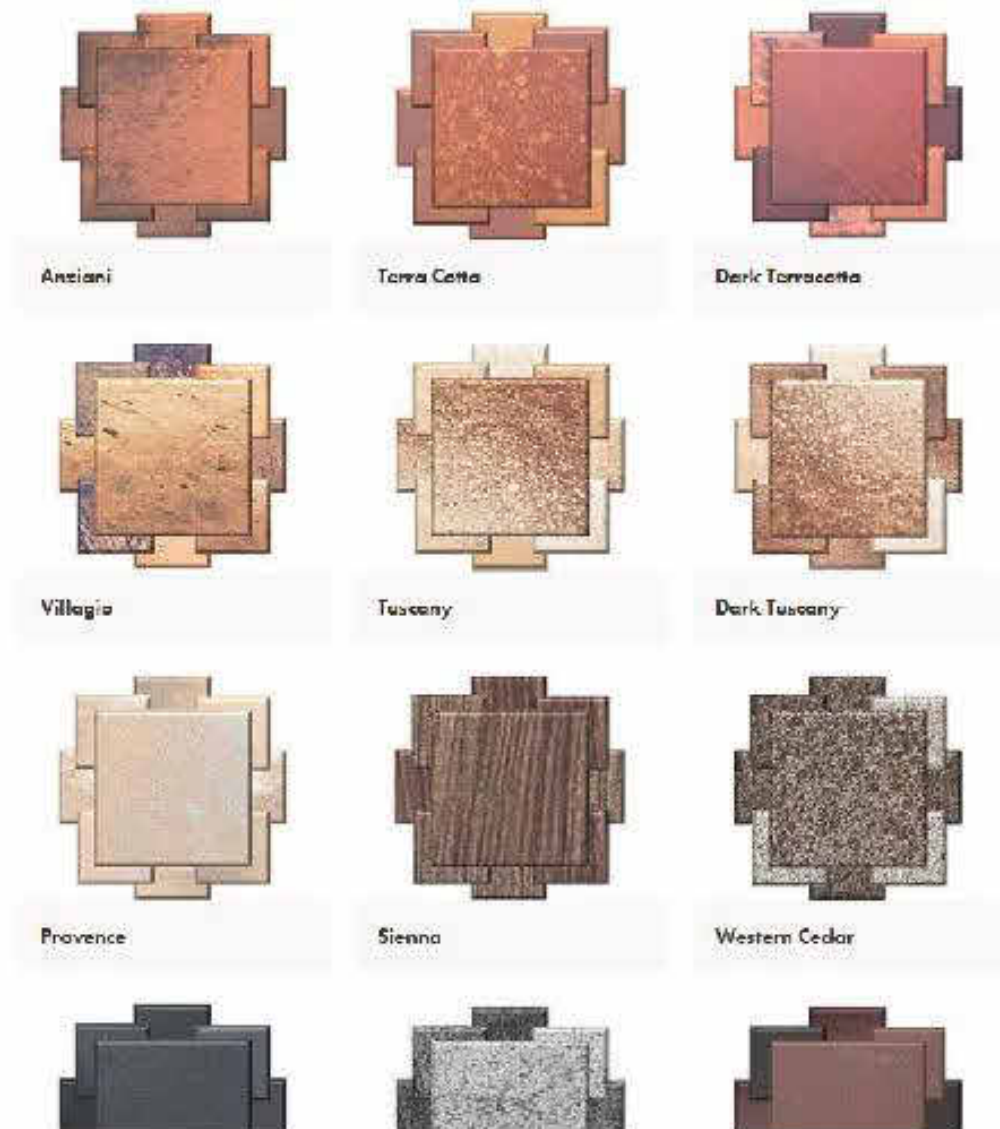 Anziani
Terra Cotta
Dark Terracotta
Villagio
Tuscany
Dark Tuscany
Provence
Sienna
Western Cedar